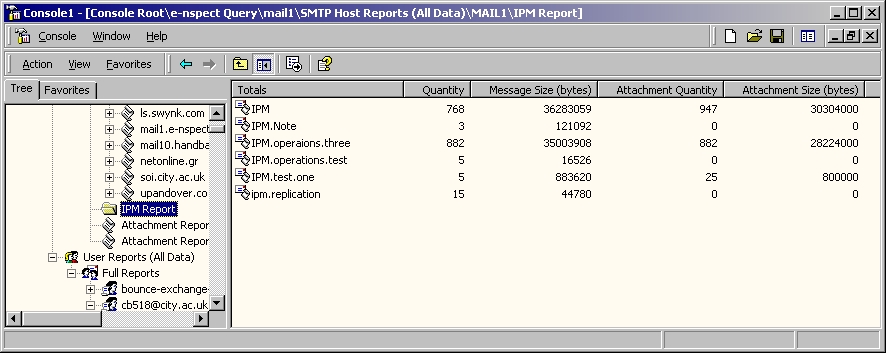 Console1 - [Console Root\e-nspect Query\mail1\SMTP Host Reports (All Data)\MAIL1\IPM Report]
Console Window Help
Action View Favorites
Tree Favorites
ls.swynk.com
mail1.e-nspect
mail10.handba
netonline.gr
soi.city.ac.uk
upandover.co
IPM Report
Attachment Repor
Attachment Repor
User Reports (All Data)
Full Reports
bounce-exchange-
cb518@city.ac.uk
Totals Quantity Message Size (bytes) Attachment Quantity Attachment Size (bytes)
IPM 768 36283059 947 30304000
IPM.Note 3 121092 0 0
IPM.operaions.three 882 35003908 882 28224000
IPM.operations.test 5 16526 0 0
IPM.test.one 5 883620 25 800000
ipm.replication 15 44780 0 0